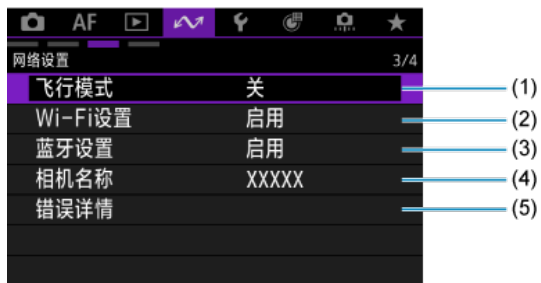 AF
网络设置 3/4
飞行模式 关 (1)
Wi-Fi设置 启用 (2)
蓝牙设置 启用 (3)
相机名称 XXXXX (4)
错误详情 (5)